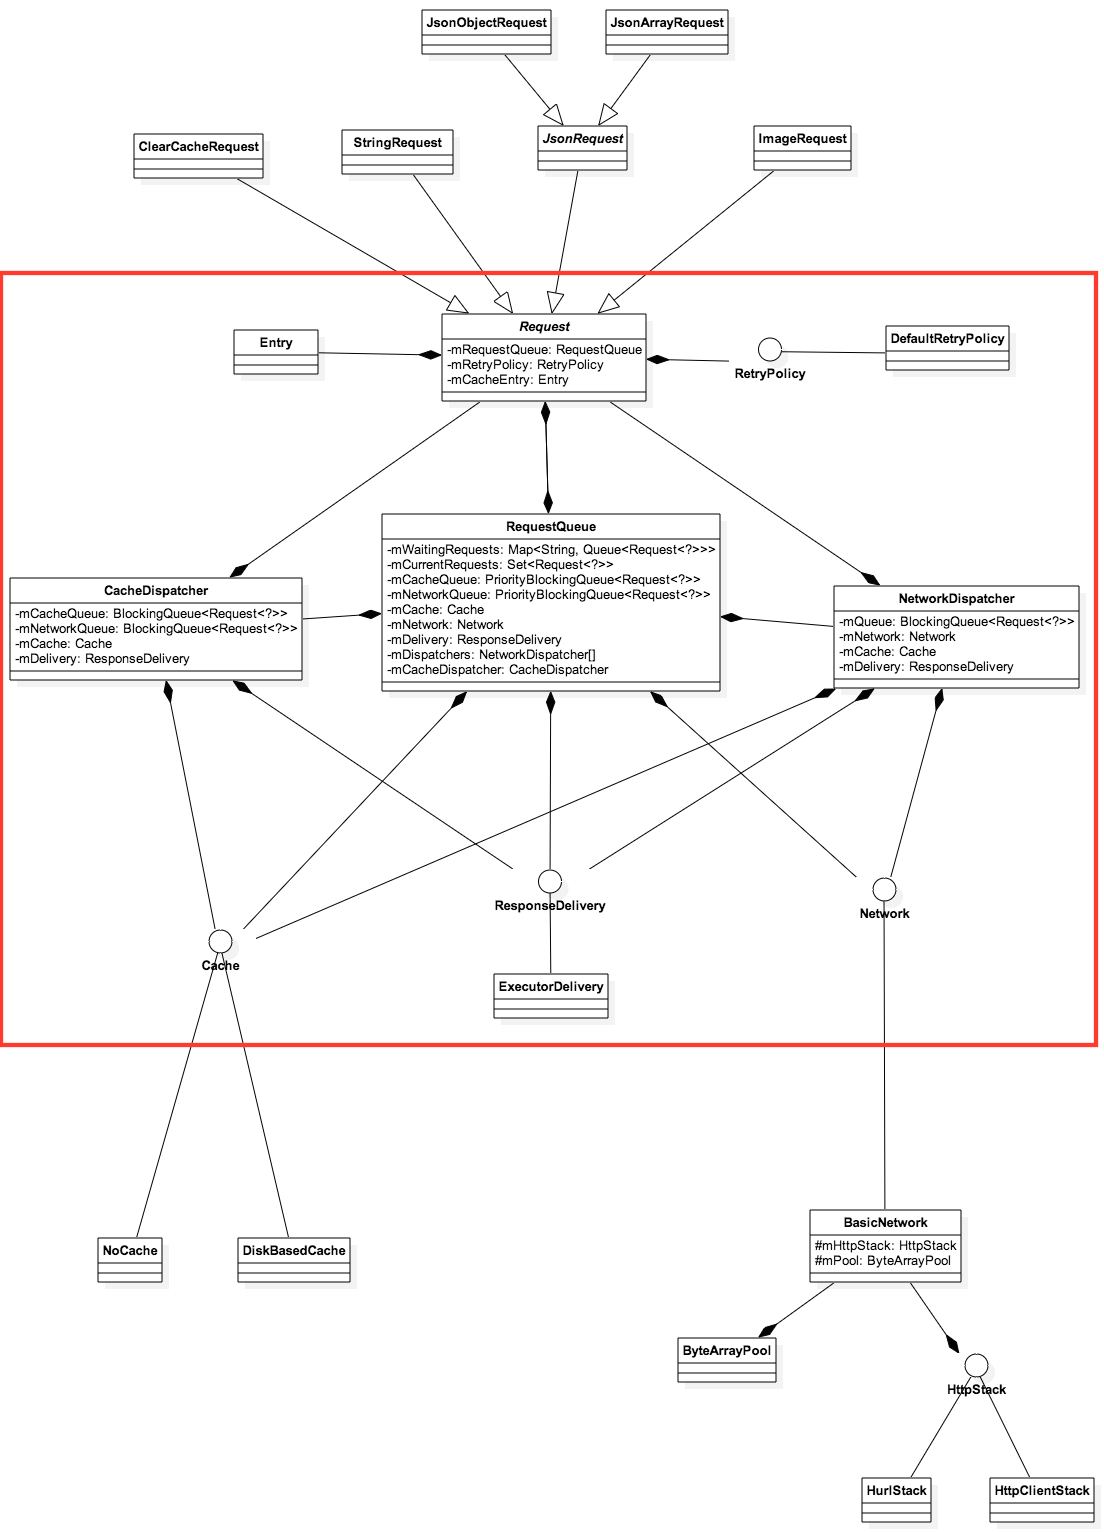 JsonObjectRequest
JsonArrayRequest
ClearCacheRequest
StringRequest
JsonRequest
ImageRequest
Request
-mRequestQueue: RequestQueue
-mRetryPolicy: RetryPolicy
-mCacheEntry: Entry
Entry
RetryPolicy
DefaultRetryPolicy
RequestQueue
-mWaitingRequests: Map<String, Queue<Request<?>>>
-mCurrentRequests: Set<Request<?>>
-mCacheQueue: PriorityBlockingQueue<Request<?>>
-mNetworkQueue: PriorityBlockingQueue<Request<?>>
-mCache: Cache
-mNetwork: Network
-mDelivery: ResponseDelivery
-mDispatchers: NetworkDispatcher[]
-mCacheDispatcher: CacheDispatcher
CacheDispatcher
-mCacheQueue: BlockingQueue<Request<?>>
-mNetworkQueue: BlockingQueue<Request<?>>
-mCache: Cache
-mDelivery: ResponseDelivery
NetworkDispatcher
-mQueue: BlockingQueue<Request<?>>
-mNetwork: Network
-mCache: Cache
-mDelivery: ResponseDelivery
ResponseDelivery
Network
Cache
ExecutorDelivery
NoCache
DiskBasedCache
BasicNetwork
#mHttpStack: HttpStack
#mPool: ByteArrayPool
ByteArrayPool
HttpStack
HurlStack
HttpClientStack